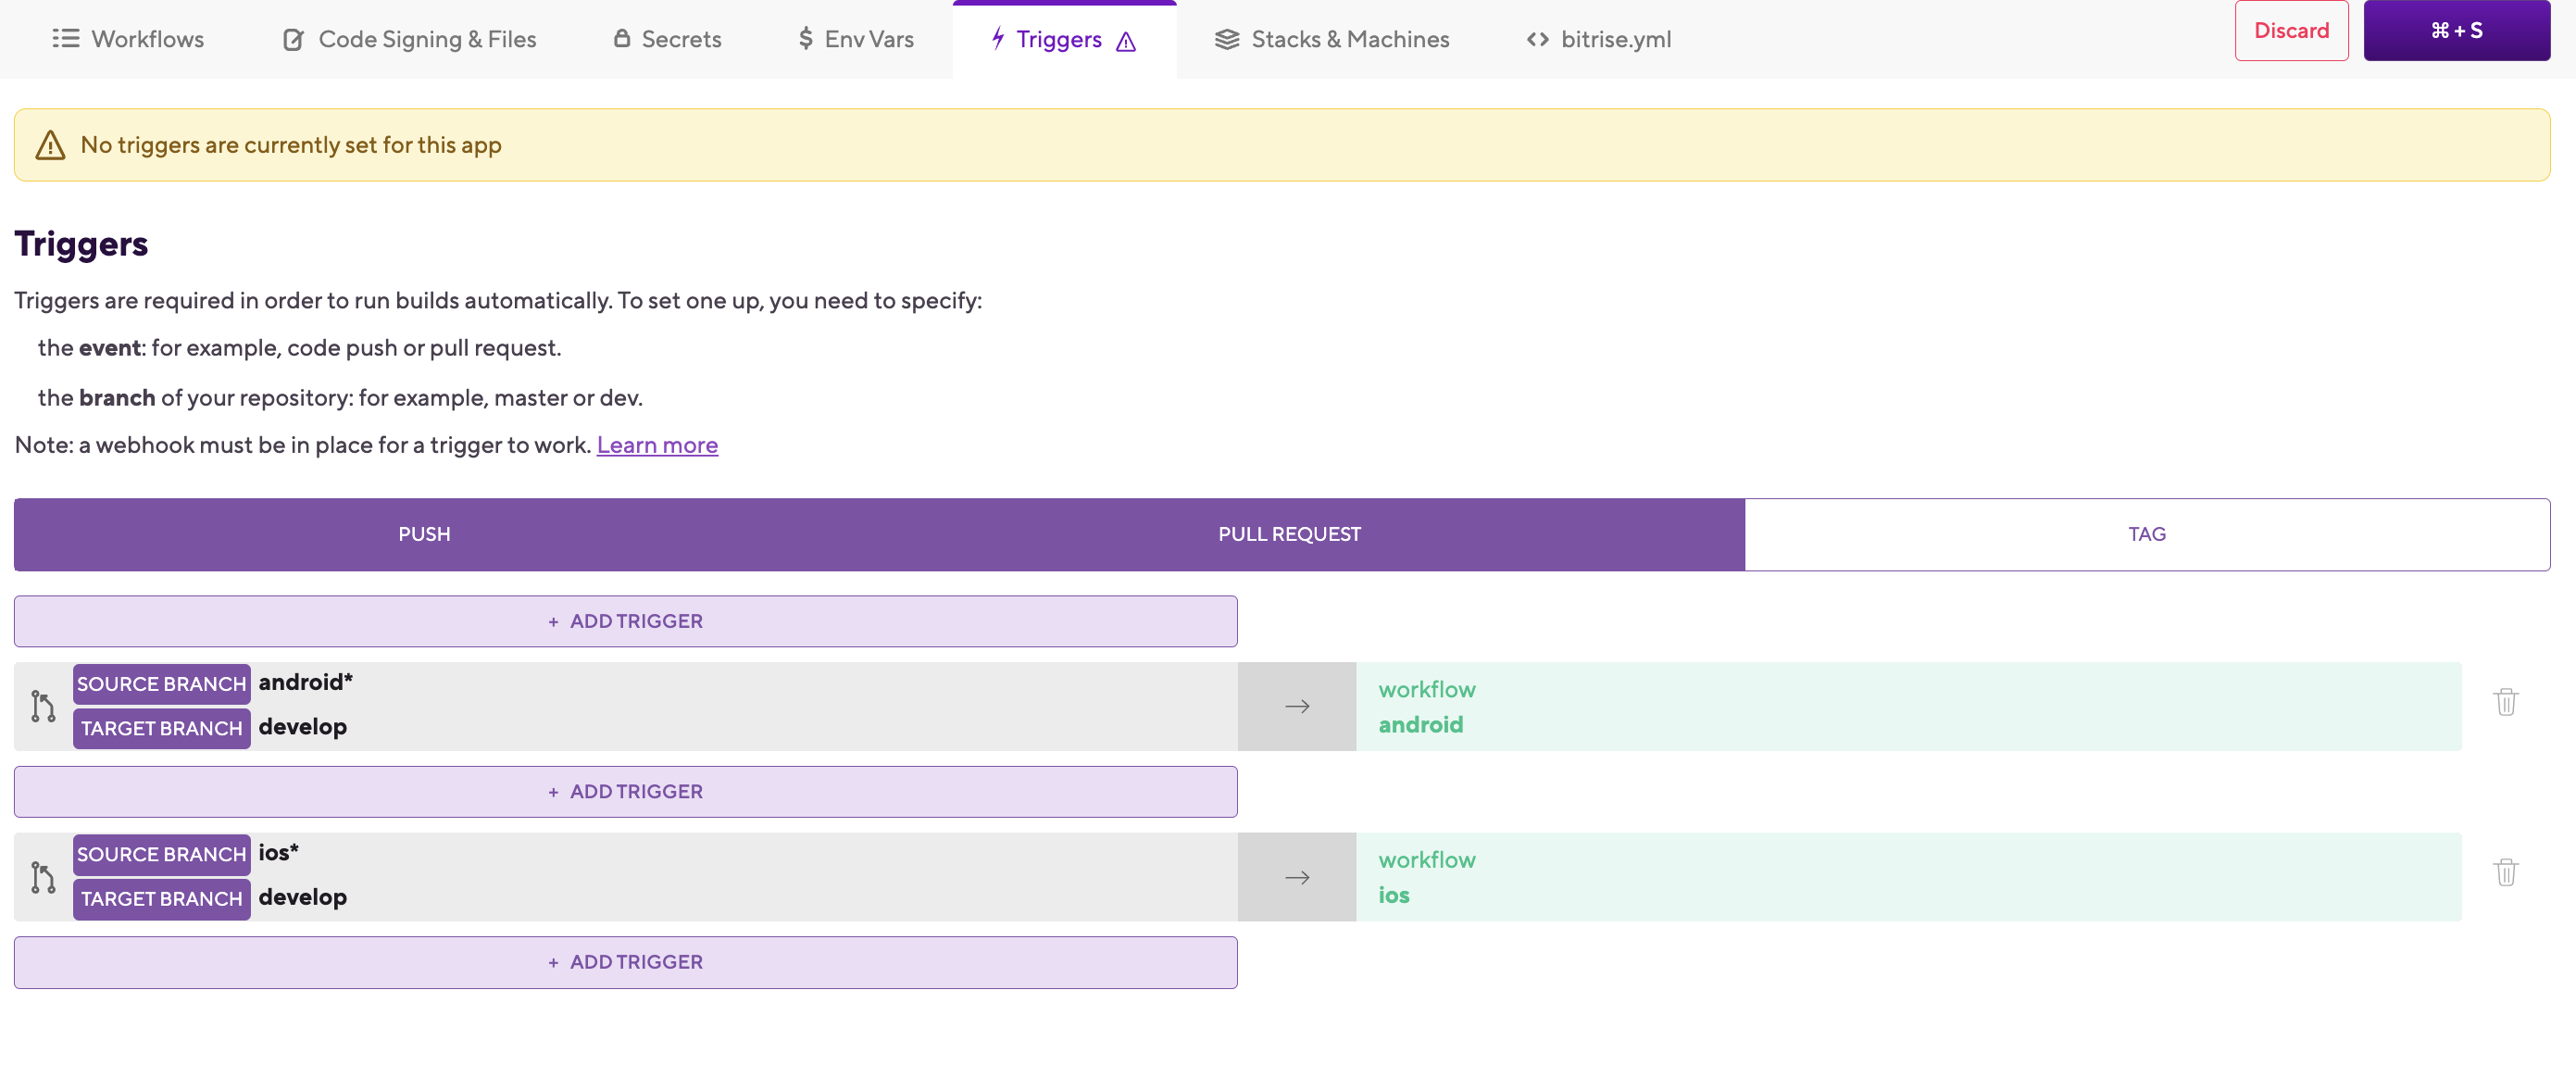 Workflows Code Signing & Files Secrets $ Env Vars Triggers Stacks & Machines <> bitrise.yml Discard ⌘ + S
No triggers are currently set for this app
Triggers
Triggers are required in order to run builds automatically. To set one up, you need to specify:
the event: for example, code push or pull request.
the branch of your repository: for example, master or dev.
Note: a webhook must be in place for a trigger to work. Learn more
PUSH PULL REQUEST TAG
+ ADD TRIGGER
SOURCE BRANCH android*
TARGET BRANCH develop
→
workflow
android
+ ADD TRIGGER
SOURCE BRANCH ios*
TARGET BRANCH develop
→
workflow
ios
+ ADD TRIGGER